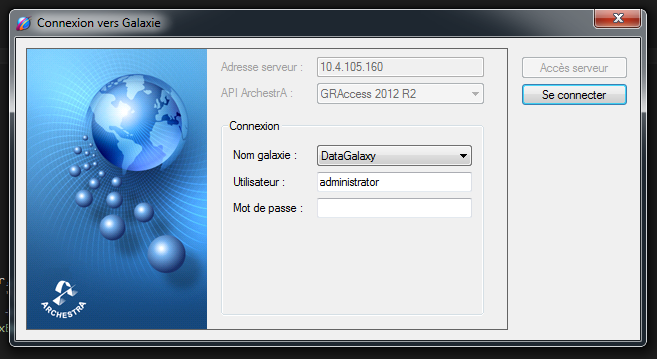 Connexion vers Galaxie
Adresse serveur :
10.4.105.160
Accès serveur
API ArchestrA :
GRAccess 2012 R2
Se connecter
Connexion
Nom galaxie :
DataGalaxy
Utilisateur :
administrator
Mot de passe :
ARCHESTRA